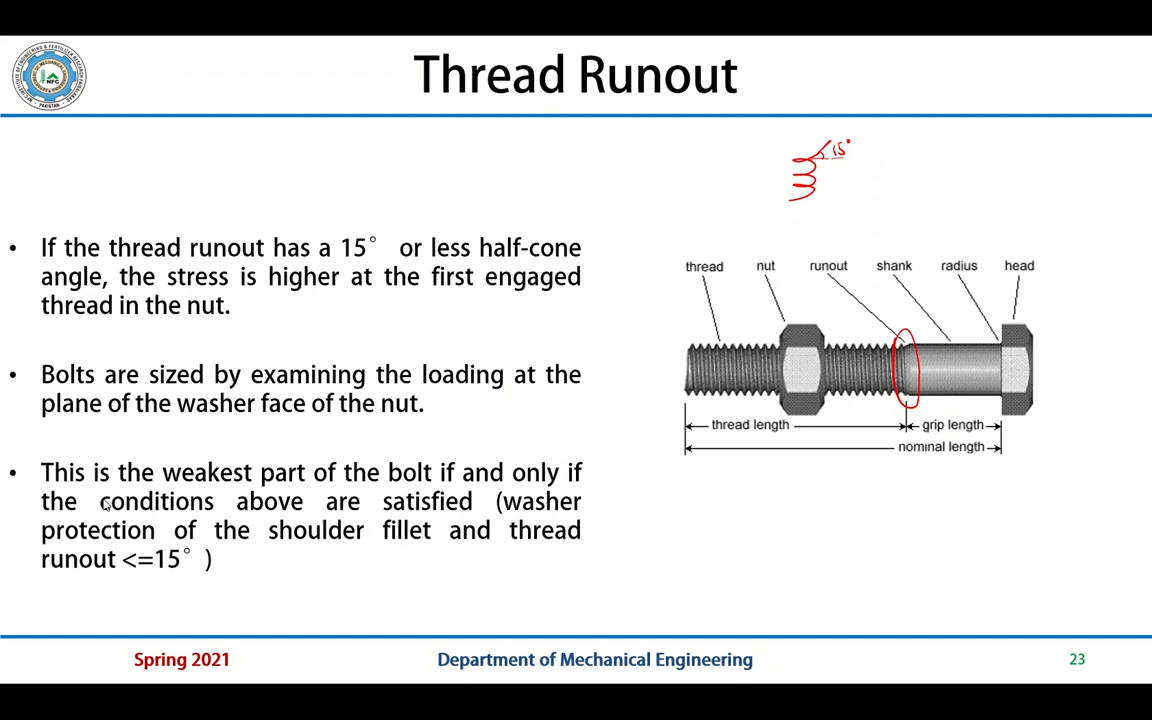 Thread Runout
15°
• If the thread runout has a 15° or less half-cone
angle, the stress is higher at the first engaged
thread in the nut.
• Bolts are sized by examining the loading at the
plane of the washer face of the nut.
• This is the weakest part of the bolt if and only if
the conditions above are satisfied (washer
protection of the shoulder fillet and thread
runout <=15° )
thread nut runout shank radius head
thread length grip length
nominal length
Spring 2021 Department of Mechanical Engineering 23